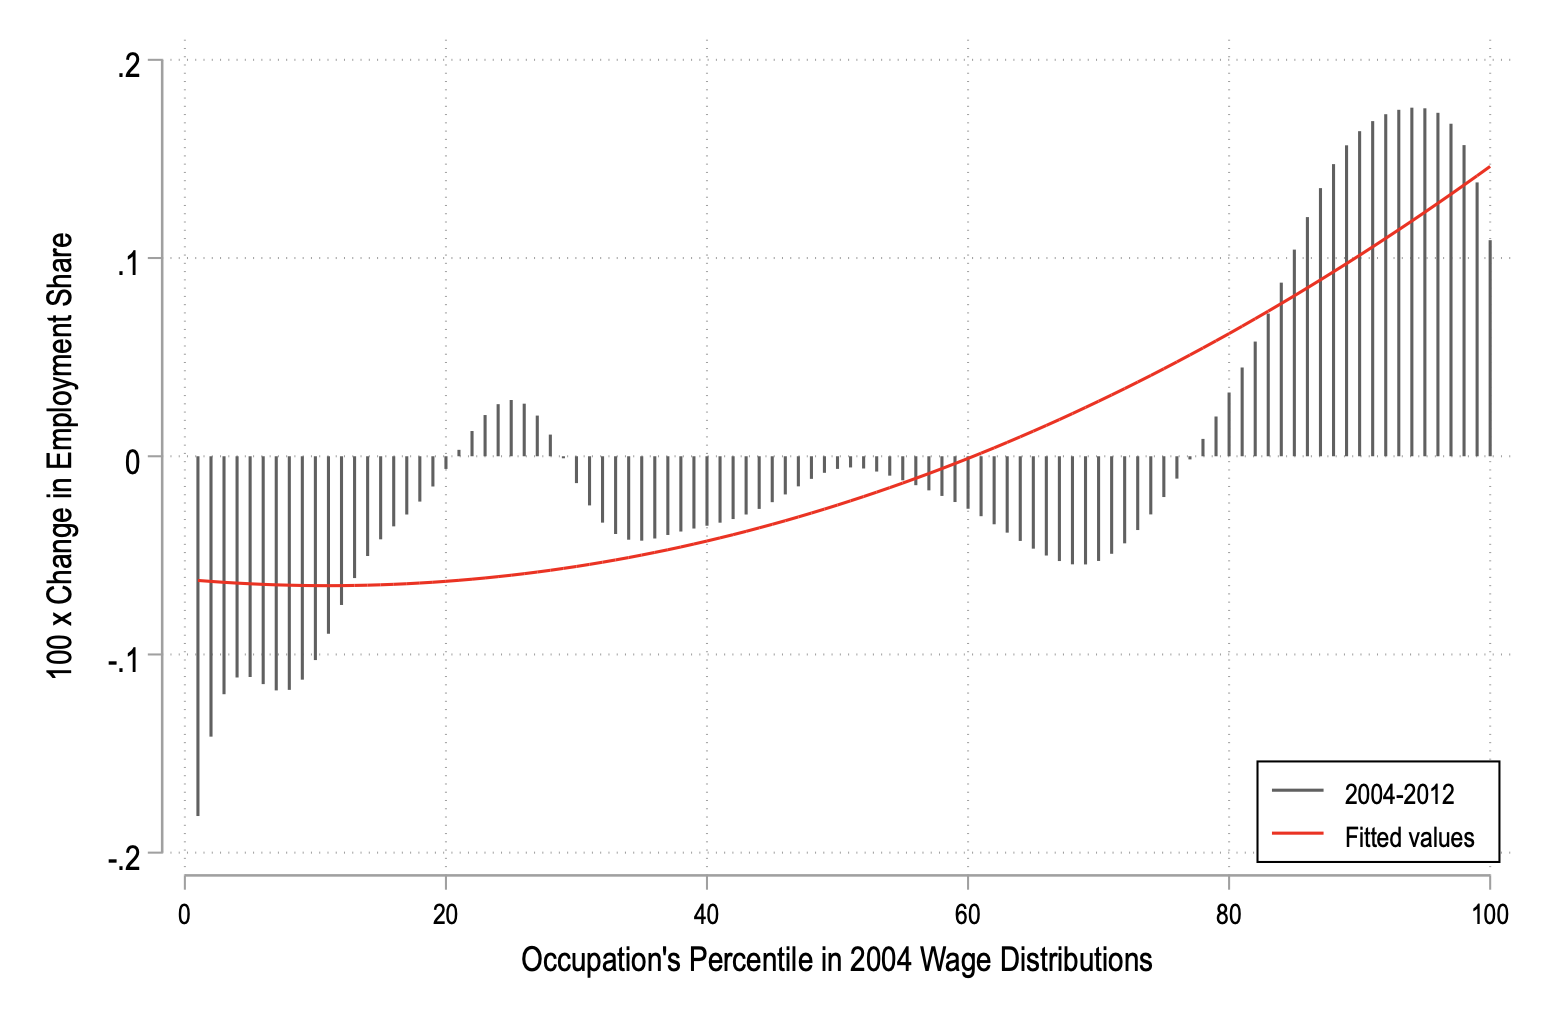 .2
.1
0
-.1
-.2
100 x Change in Employment Share
0 20 40 60 80 100
Occupation's Percentile in 2004 Wage Distributions
2004-2012
Fitted values